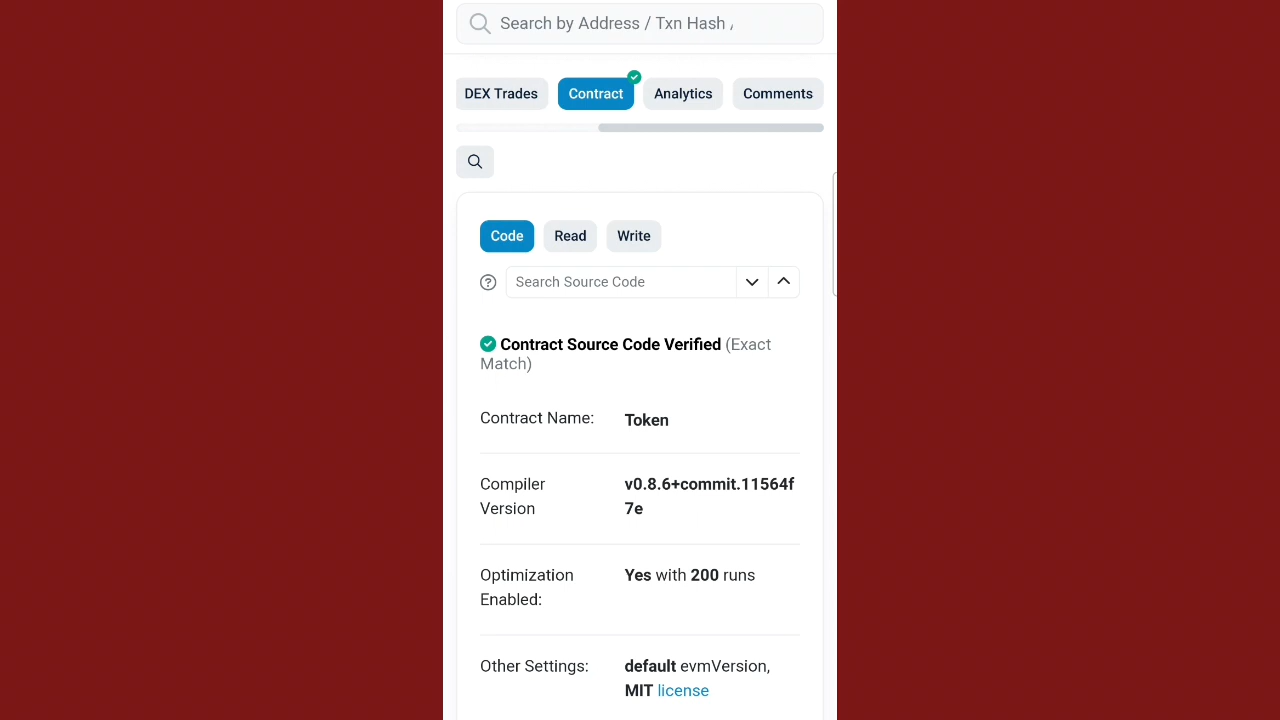 Search by Address / Txn Hash /
DEX Trades
Contract
Analytics
Comments
Code
Read
Write
Search Source Code
Contract Source Code Verified (Exact
Match)
Contract Name:
Token
Compiler
Version
v0.8.6+commit.11564f
7e
Optimization
Enabled:
Yes with 200 runs
Other Settings:
default evmVersion,
MIT license